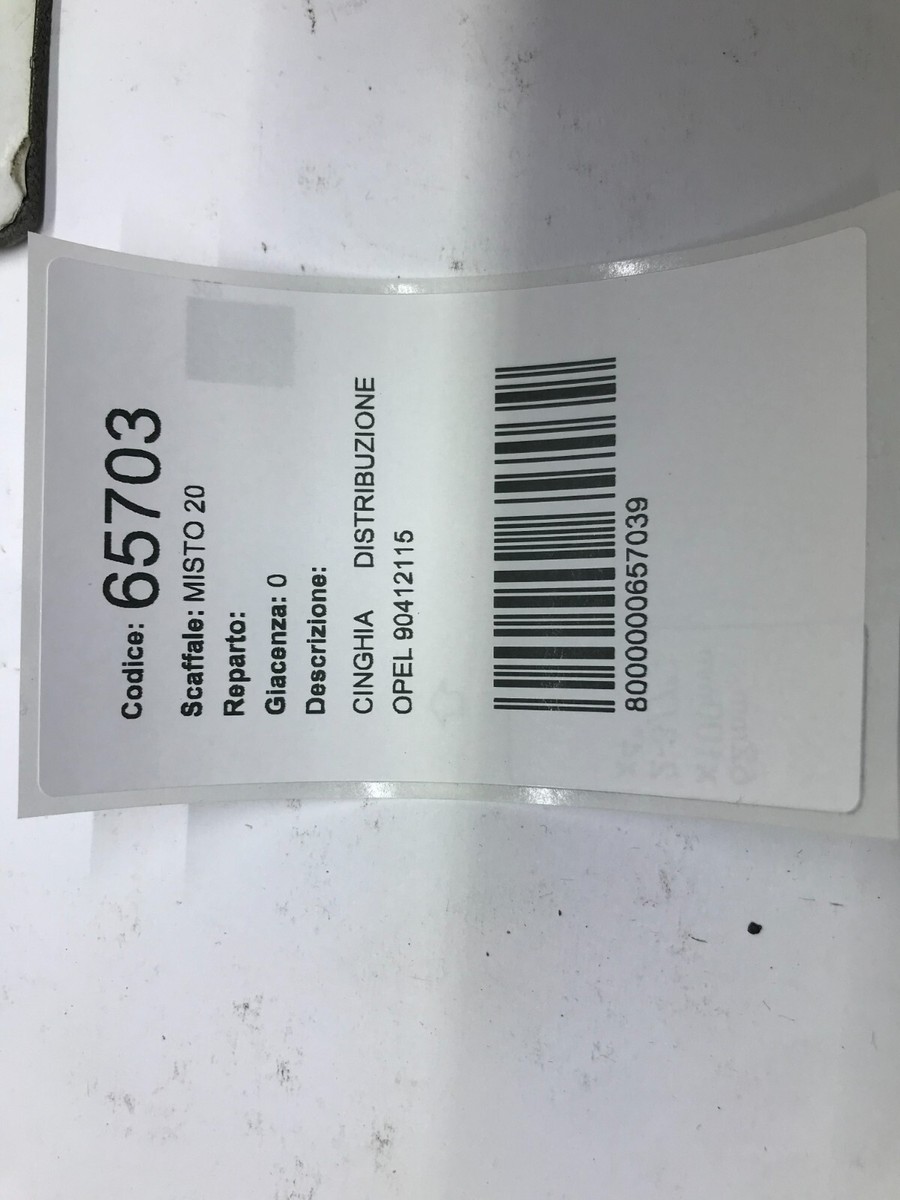 Codice: 65703
Scaffale: MISTO 20
Reparto:
Giacenza: 0
Descrizione:
CINGHIA DISTRIBUZIONE
OPEL 90412115
8000000657039